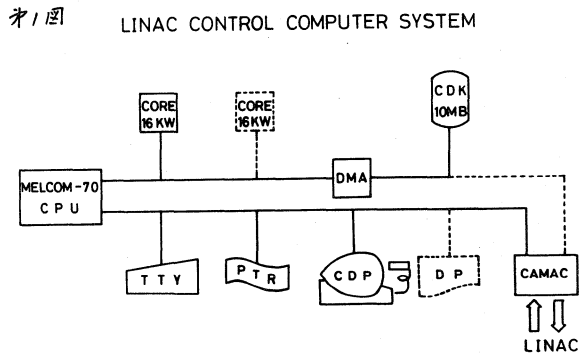 第1図
LINAC CONTROL COMPUTER SYSTEM
CORE
16KW
CORE
16KW
CDK
10MB
MELCOM-70
CPU
DMA
TTY
PTR
CDP
DP
CAMAC
LINAC